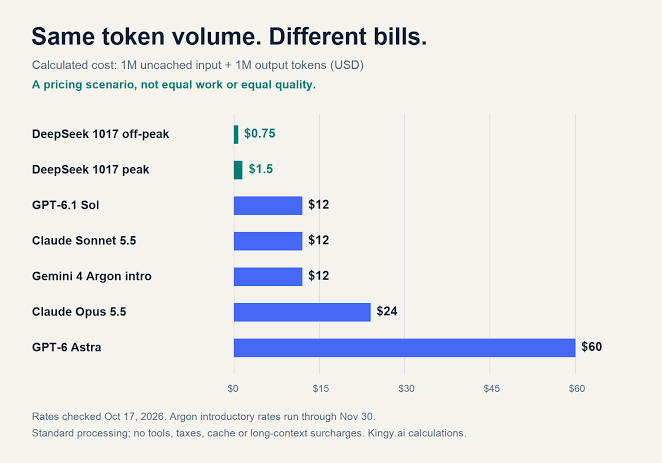 Same token volume. Different bills.
Calculated cost: 1M uncached input + 1M output tokens (USD)
A pricing scenario, not equal work or equal quality.
DeepSeek 1017 off-peak $0.75
DeepSeek 1017 peak $1.5
GPT-6.1 Sol $12
Claude Sonnet 5.5 $12
Gemini 4 Argon intro $12
Claude Opus 5.5 $24
GPT-6 Astra $60
$0 $15 $30 $45 $60
Rates checked Oct 17, 2026. Argon introductory rates run through Nov 30.
Standard processing; no tools, taxes, cache or long-context surcharges. Kingy.ai calculations.